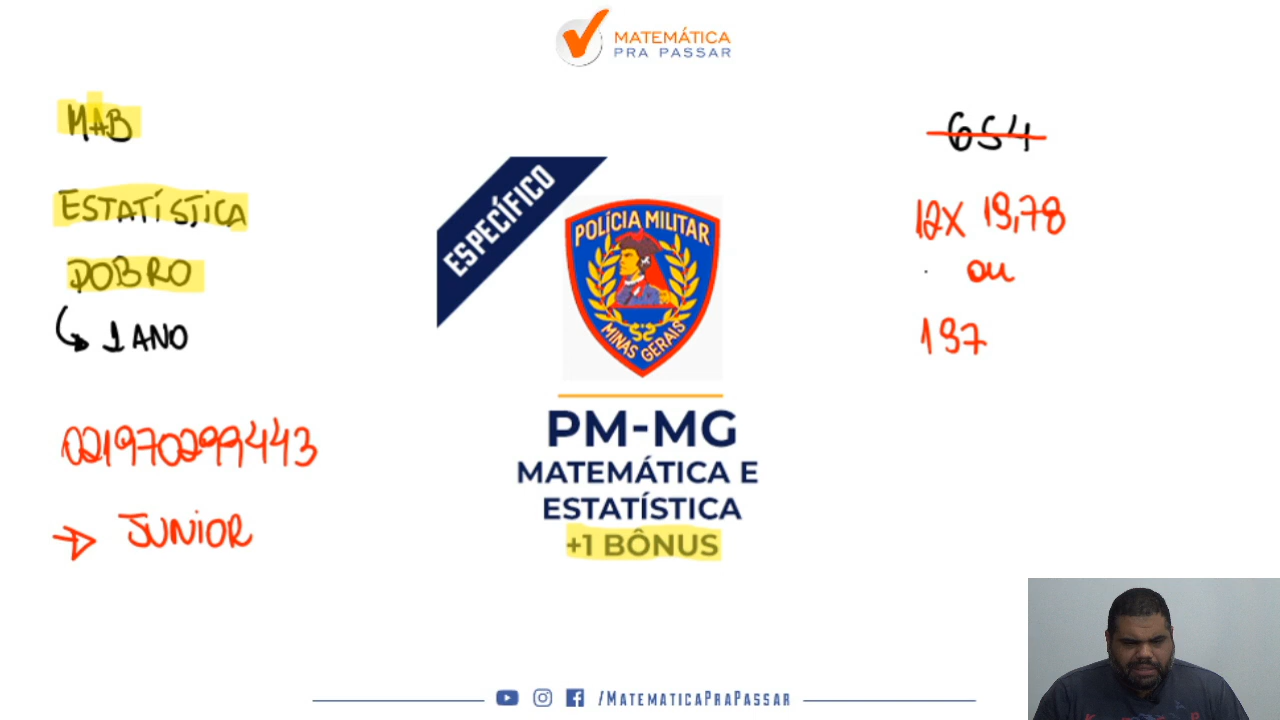 MATEMÁTICA
PRA PASSAR
MAB
ESTATÍSTICA
DOBRO
1 ANO
021970299443
JUNIOR
ESPECÍFICO
POLÍCIA MILITAR
MINAS GERAIS
PM-MG
MATEMÁTICA E
ESTATÍSTICA
+1 BÔNUS
654
12X 19,78
ou
197
/MATEMATICAPRAPASSAR